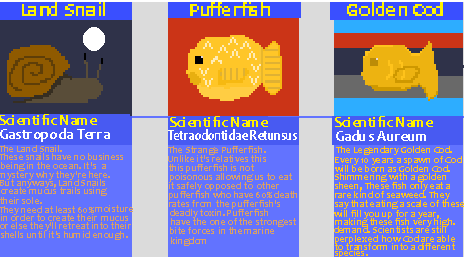 Land Snail
Scientific Name
Gastropoda Terra
The Land Snail.
These snails have no business
being in the ocean. it's a
mystery why they're here.
But anyways, Land Snails
create mucus trails using
their sole.
They need at least 60% moisture
in order to create their mucus
or else they'll retreat into their
shells until it's humid enough.
Pufferfish
Scientific Name
Tetraodontidae Retunsus
The Strange Pufferfish.
Unlike it's relatives this
this pufferfish is not
poisonous allowing us to eat
it safely opposed to other
pufferfish who have 60% death
rates from the pufferfish's
deadly toxin. Pufferfish
have the one of the strongest
bite forces in the marine
kingdom
Golden Cod
Scientific Name
Gadus Aureum
The Legendary Golden Cod.
Every 10 years a spawn of Cod
will be born as Golden Cod.
Shimmering with a golden
sheen, These fish only eat a
rare kind of seaweed. They
say that eating a scale of these
will fill you up for a year,
making these fish very high
demand. Scientists are still
perplexed how Cod are able
to transform into a different
species.